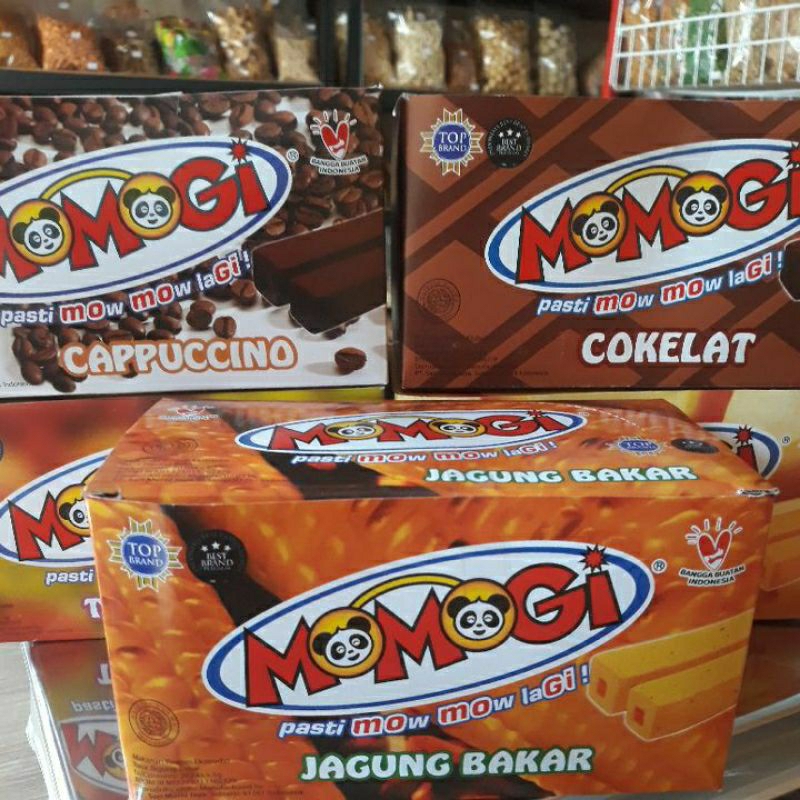 BANGGA BUATAN
INDONESIA
MOMOGi®
pasti mow mow laGi!
CAPPUCCINO
TOP
BRAND
BEST
BRAND
MOMOGi
pasti mow mow laGi!
COKELAT
MOMOGi
pasti mow mow laGi!
JAGUNG BAKAR
TOP
BRAND
BEST
BRAND
BANGGA BUATAN
INDONESIA
MOMOGi®
pasti mow mow laGi!
JAGUNG BAKAR
pasti